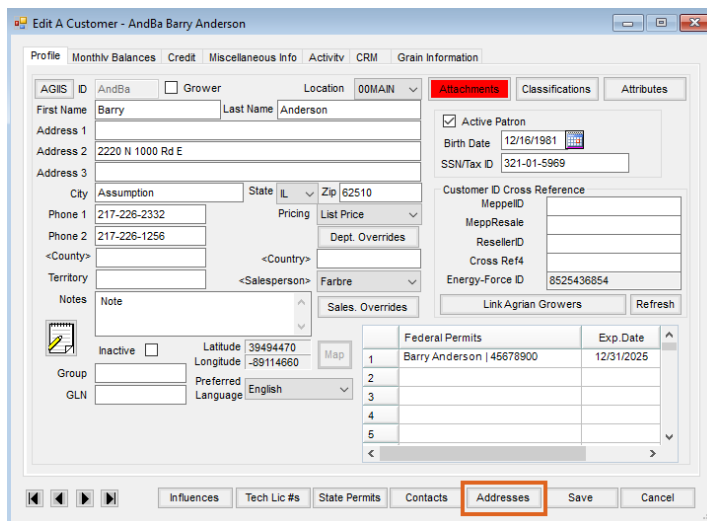 Edit A Customer - AndBa Barry Anderson
Profile Monthly Balances Credit Miscellaneous Info Activity CRM Grain Information
AGIIS ID AndBa Grower Location 00MAIN Attachments Classifications Attributes
First Name Barry Last Name Anderson
Address 1
Active Patron
Address 2 2220 N 1000 Rd E
Birth Date 12/16/1981
Address 3
SSN/Tax ID 321-01-5969
City Assumption State IL Zip 62510
Customer ID Cross Reference
MeppelID
Phone 1 217-226-2332 Pricing List Price
MeppResale
Phone 2 217-226-1256 Dept. Overrides
ResellerID
<County> <Country>
Cross Ref4
Territory <Salesperson> Farbre
Energy-Force ID 8525436854
Notes Note Sales. Overrides
Link Agrian Growers Refresh
Inactive Latitude 39494470 Map
Longitude -89114660
Group
Preferred Language English
GLN
Federal Permits Exp.Date
1 Barry Anderson | 45678900 12/31/2025
2
3
4
5
Influences Tech Lic #s State Permits Contacts Addresses Save Cancel